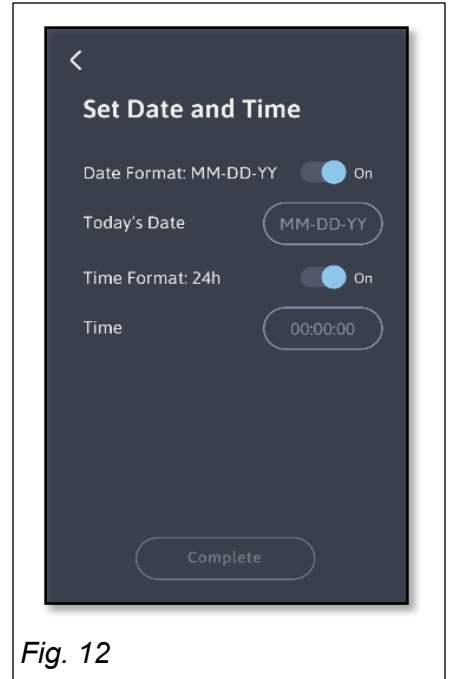 Set Date and Time
Date Format: MM-DD-YY On
Today's Date MM-DD-YY
Time Format: 24h On
Time 00:00:00
Complete
Fig. 12